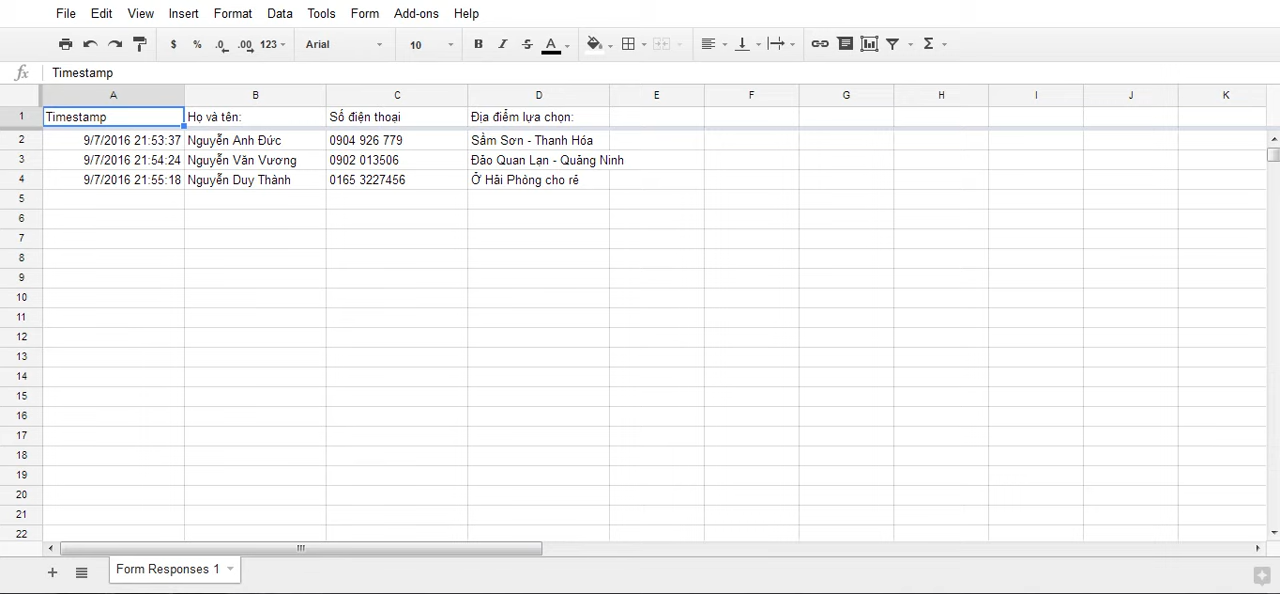 File Edit View Insert Format Data Tools Form Add-ons Help
$ % .0 .00 123 Arial 10 B I S A Σ
fx Timestamp
A B C D E F G H I J K
1 Timestamp Họ và tên: Số điện thoại Địa điểm lựa chọn:
2 9/7/2016 21:53:37 Nguyễn Anh Đức 0904 926 779 Sầm Sơn - Thanh Hóa
3 9/7/2016 21:54:24 Nguyễn Văn Vương 0902 013506 Đảo Quan Lạn - Quảng Ninh
4 9/7/2016 21:55:18 Nguyễn Duy Thành 0165 3227456 Ở Hải Phòng cho rẻ
5
6
7
8
9
10
11
12
13
14
15
16
17
18
19
20
21
22
Form Responses 1